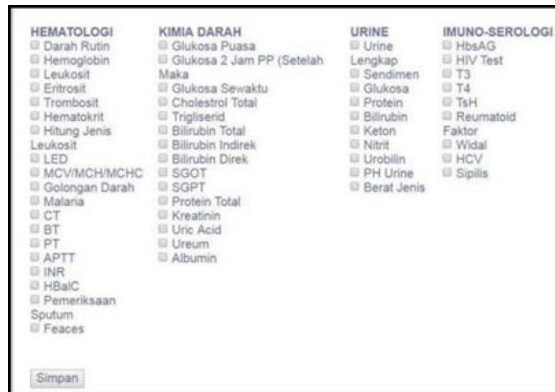 HEMATOLOGI
Darah Rutin
Hemoglobin
Leukosit
Eritrosit
Trombosit
Hematokrit
Hitung Jenis
Leukosit
LED
MCV/MCH/MCHC
Golongan Darah
Malaria
CT
BT
PT
APTT
INR
HBalC
Pemeriksaan
Sputum
Feaces
KIMIA DARAH
Glukosa Puasa
Glukosa 2 Jam PP (Setelah
Maka
Glukosa Sewaktu
Cholestrol Total
Trigliserid
Bilirubin Total
Bilirubin Indirek
Bilirubin Direk
SGOT
SGPT
Protein Total
Kreatinin
Uric Acid
Ureum
Albumin
URINE
Urine
Lengkap
Sendimen
Glukosa
Protein
Bilirubin
Keton
Nitrit
Urobilin
PH Urine
Berat Jenis
IMUNO-SEROLOGI
HbsAG
HIV Test
T3
T4
TsH
Reumatoid
Faktor
Widal
HCV
Sipilis
Simpan